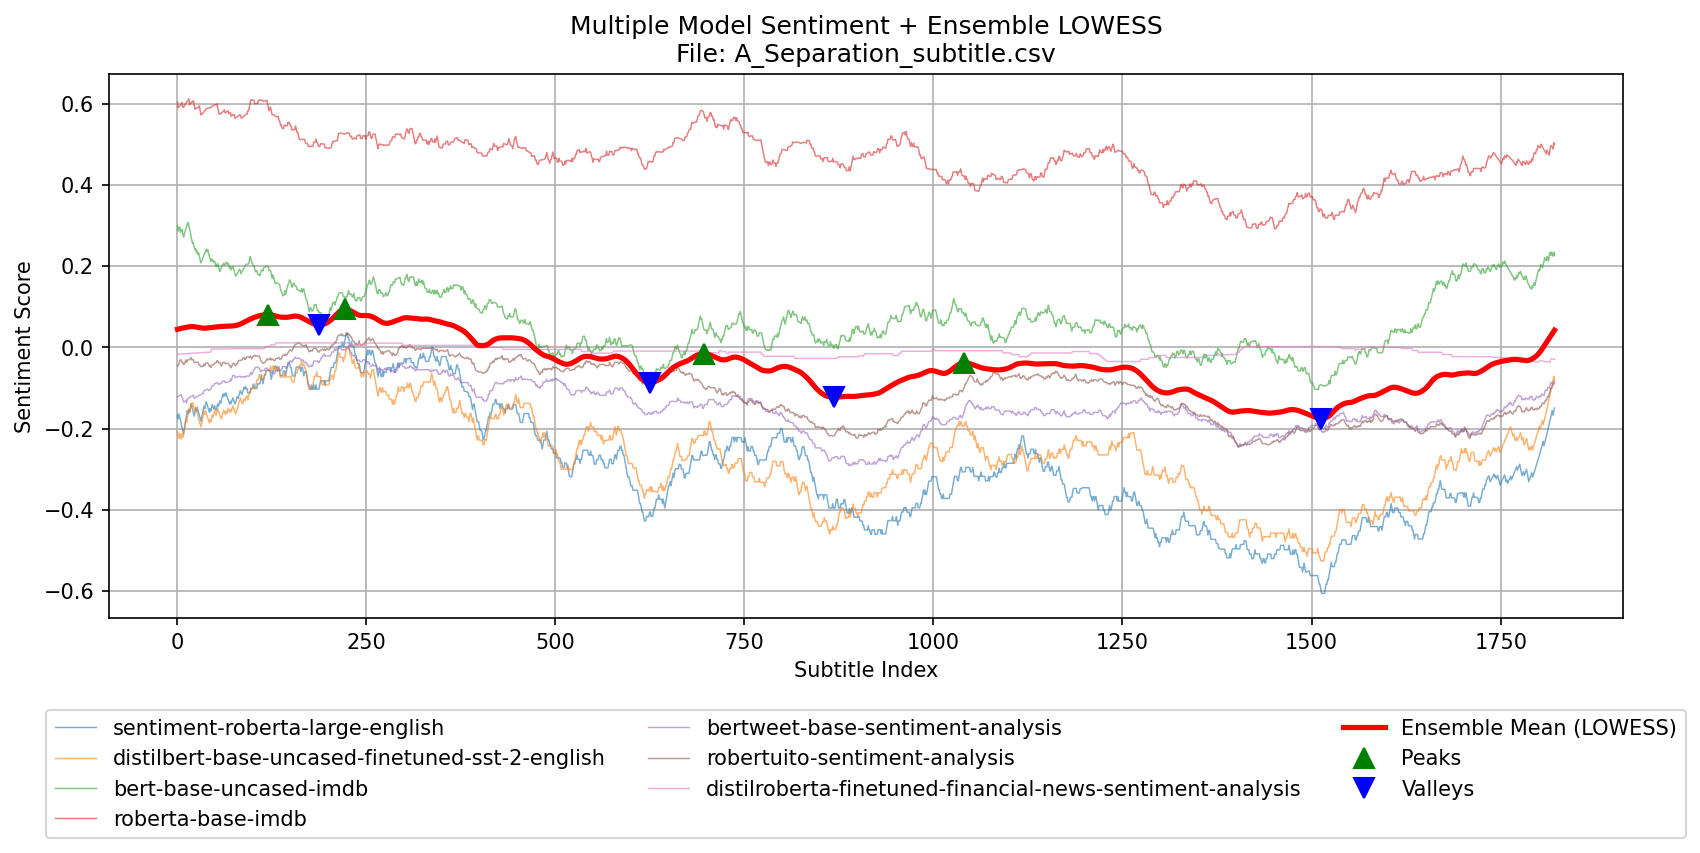 Multiple Model Sentiment + Ensemble LOWESS
File: A_Separation_subtitle.csv
Sentiment Score
0.6
0.4
0.2
0.0
−0.2
−0.4
−0.6
0
250
500
750
1000
1250
1500
1750
Subtitle Index
sentiment-roberta-large-english
distilbert-base-uncased-finetuned-sst-2-english
bert-base-uncased-imdb
roberta-base-imdb
bertweet-base-sentiment-analysis
robertuito-sentiment-analysis
distilroberta-finetuned-financial-news-sentiment-analysis
Ensemble Mean (LOWESS)
Peaks
Valleys